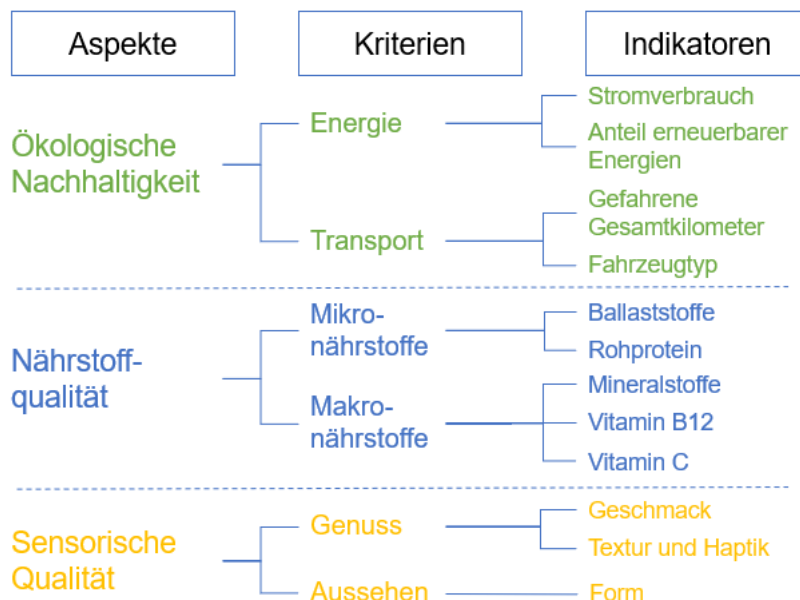 Aspekte
Kriterien
Indikatoren
Ökologische
Nachhaltigkeit
Energie
Stromverbrauch
Anteil erneuerbarer
Energien
Transport
Gefahrene
Gesamtkilometer
Fahrzeugtyp
Nährstoff-
qualität
Mikro-
nährstoffe
Ballaststoffe
Rohprotein
Makro-
nährstoffe
Mineralstoffe
Vitamin B12
Vitamin C
Sensorische
Qualität
Genuss
Geschmack
Textur und Haptik
Aussehen
Form